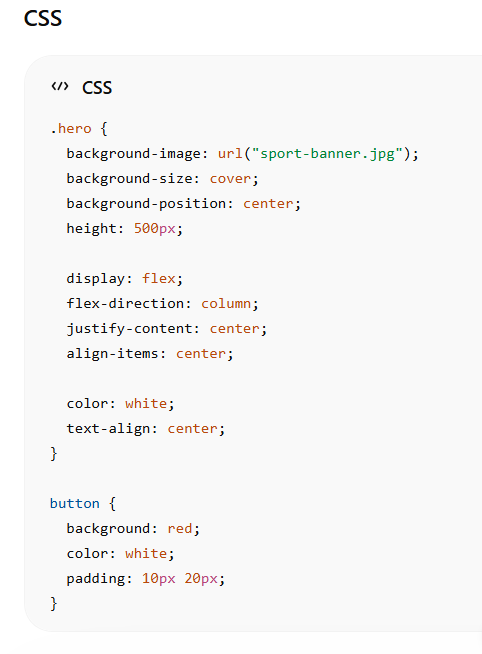 CSS
</> CSS
.hero {
  background-image: url("sport-banner.jpg");
  background-size: cover;
  background-position: center;
  height: 500px;

  display: flex;
  flex-direction: column;
  justify-content: center;
  align-items: center;

  color: white;
  text-align: center;
}

button {
  background: red;
  color: white;
  padding: 10px 20px;
}